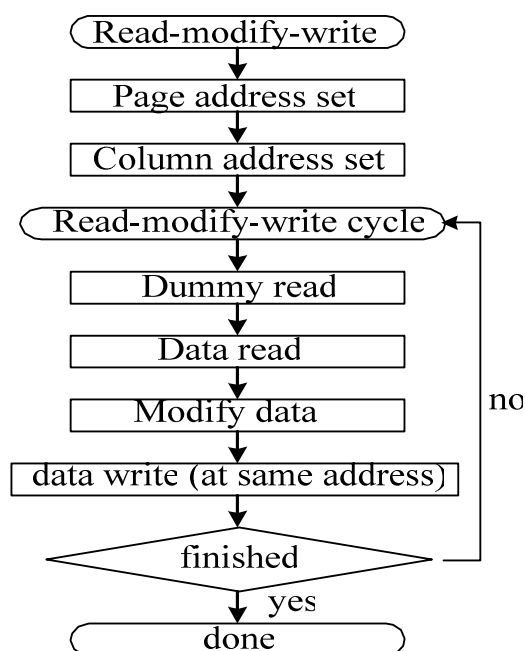 Read-modify-write
Page address set
Column address set
Read-modify-write cycle
Dummy read
Data read
Modify data
no
data write (at same address)
finished
yes
done